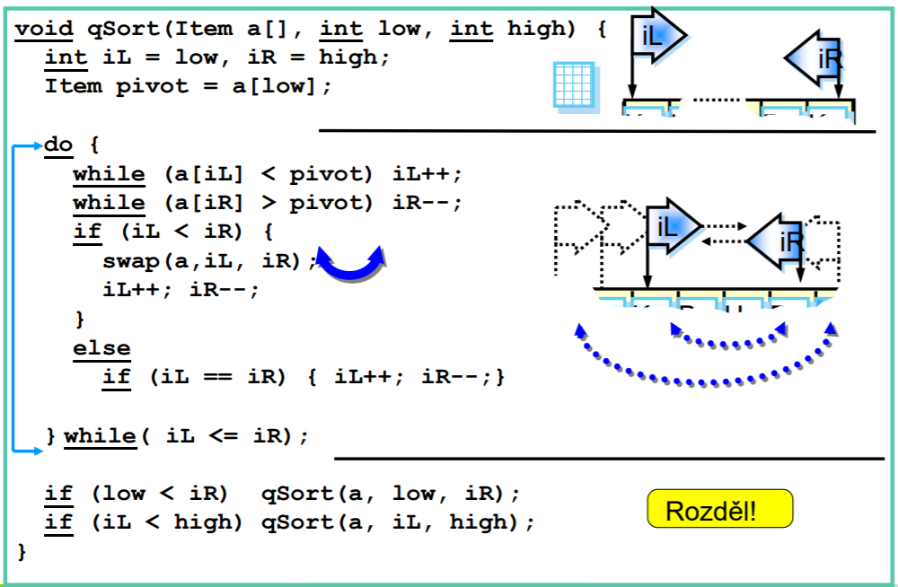 void qSort(Item a[], int low, int high) {
int iL = low, iR = high;
Item pivot = a[low];
iL
iR
do {
while (a[iL] < pivot) iL++;
while (a[iR] > pivot) iR--;
if (iL < iR) {
swap(a,iL, iR);
iL++; iR--;
}
else
if (iL == iR) { iL++; iR--;}
} while( iL <= iR);
iL
iR
if (low < iR) qSort(a, low, iR);
if (iL < high) qSort(a, iL, high);
}
Rozděl!